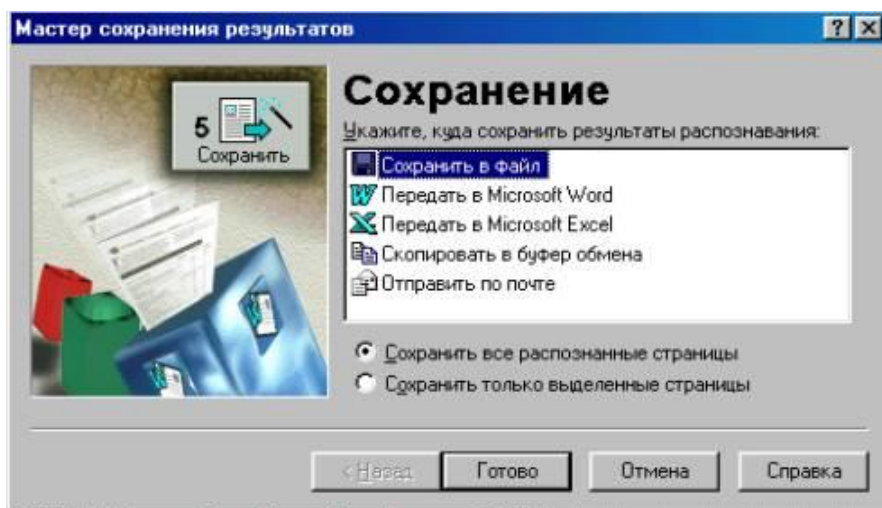 Мастер сохранения результатов
5
Сохранить
Сохранение
Укажите, куда сохранить результаты распознавания:
Сохранить в файл
Передать в Microsoft Word
Передать в Microsoft Excel
Скопировать в буфер обмена
Отправить по почте
Сохранить все распознанные страницы
Сохранить только выделенные страницы
< Назад Готово Отмена Справка